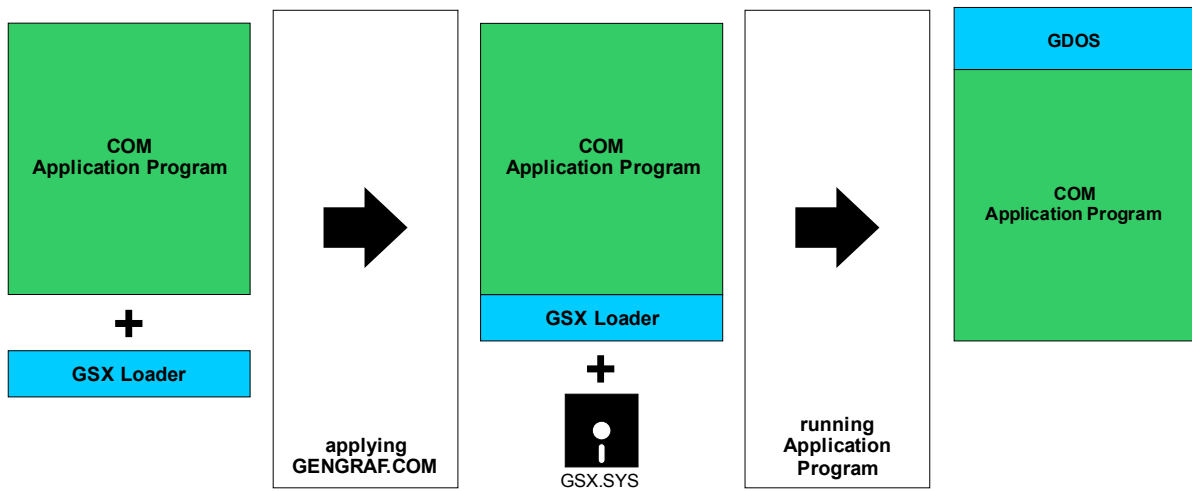 COM
Application Program
+
GSX Loader
applying
GENGRAF.COM
COM
Application Program
GSX Loader
+
GSX.SYS
running
Application
Program
GDOS
COM
Application Program